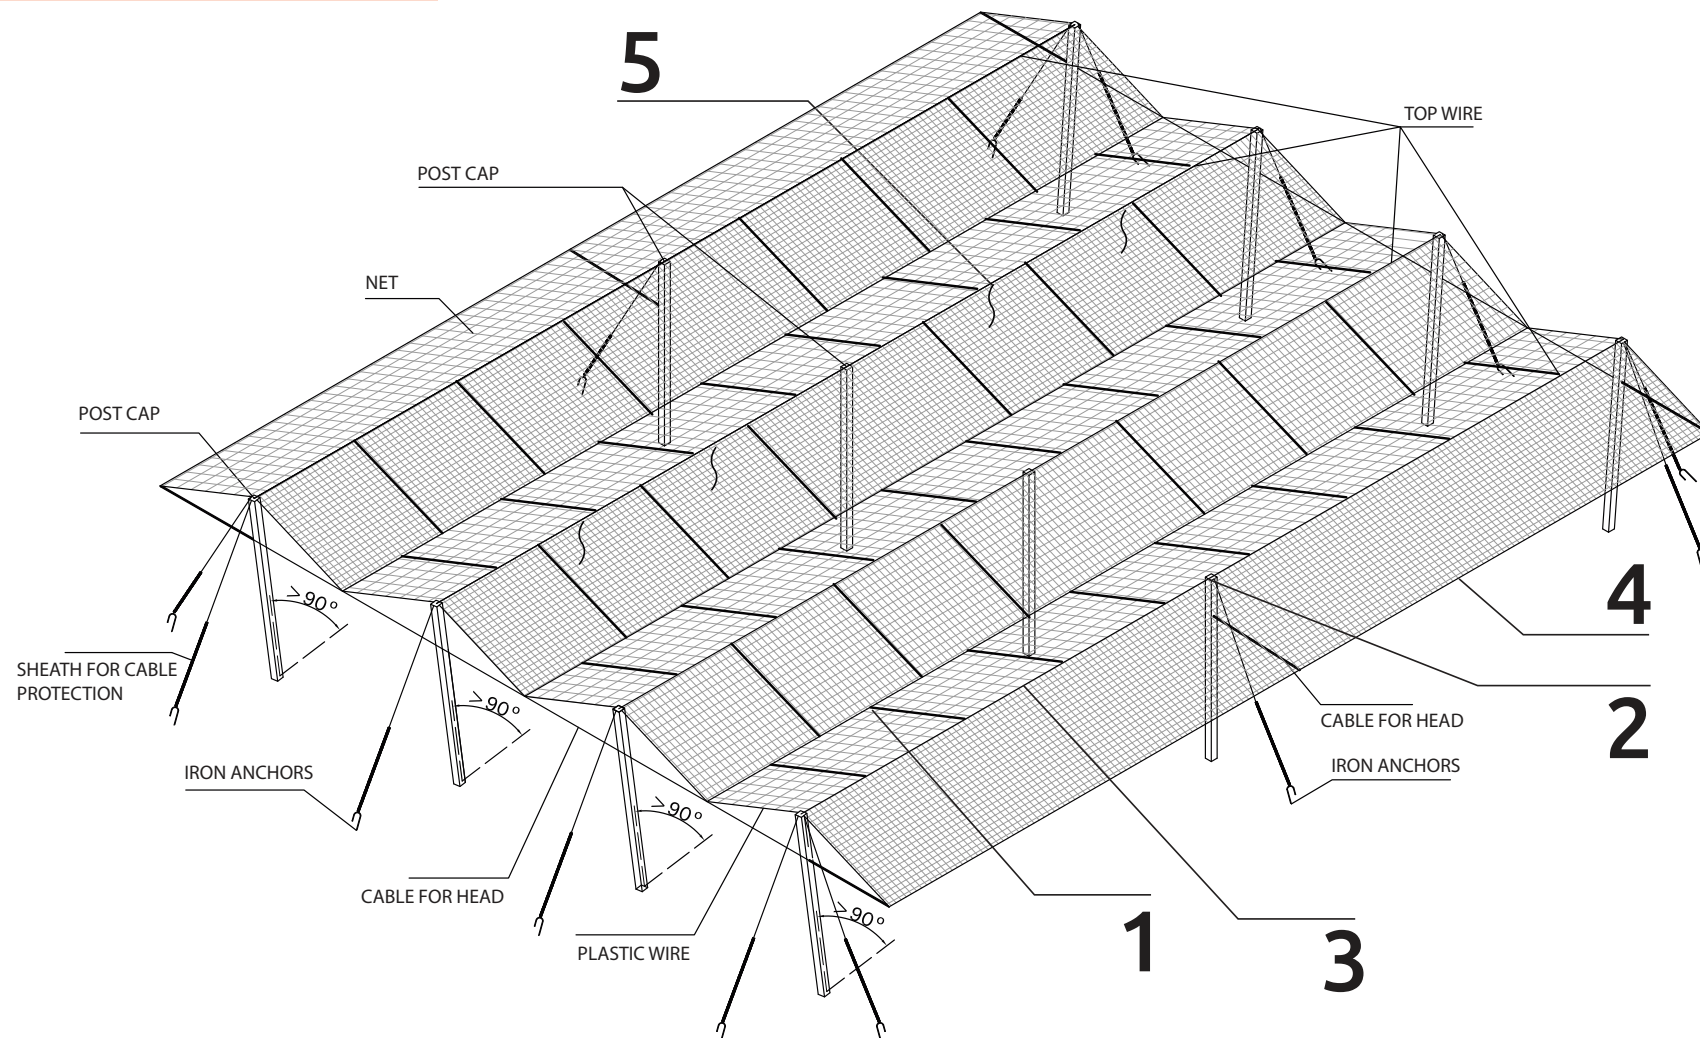 5
TOP WIRE
POST CAP
NET
POST CAP
4
>90°
SHEATH FOR CABLE
PROTECTION
>90°
2
CABLE FOR HEAD
IRON ANCHORS
IRON ANCHORS
>90°
CABLE FOR HEAD
>90°
1
3
PLASTIC WIRE